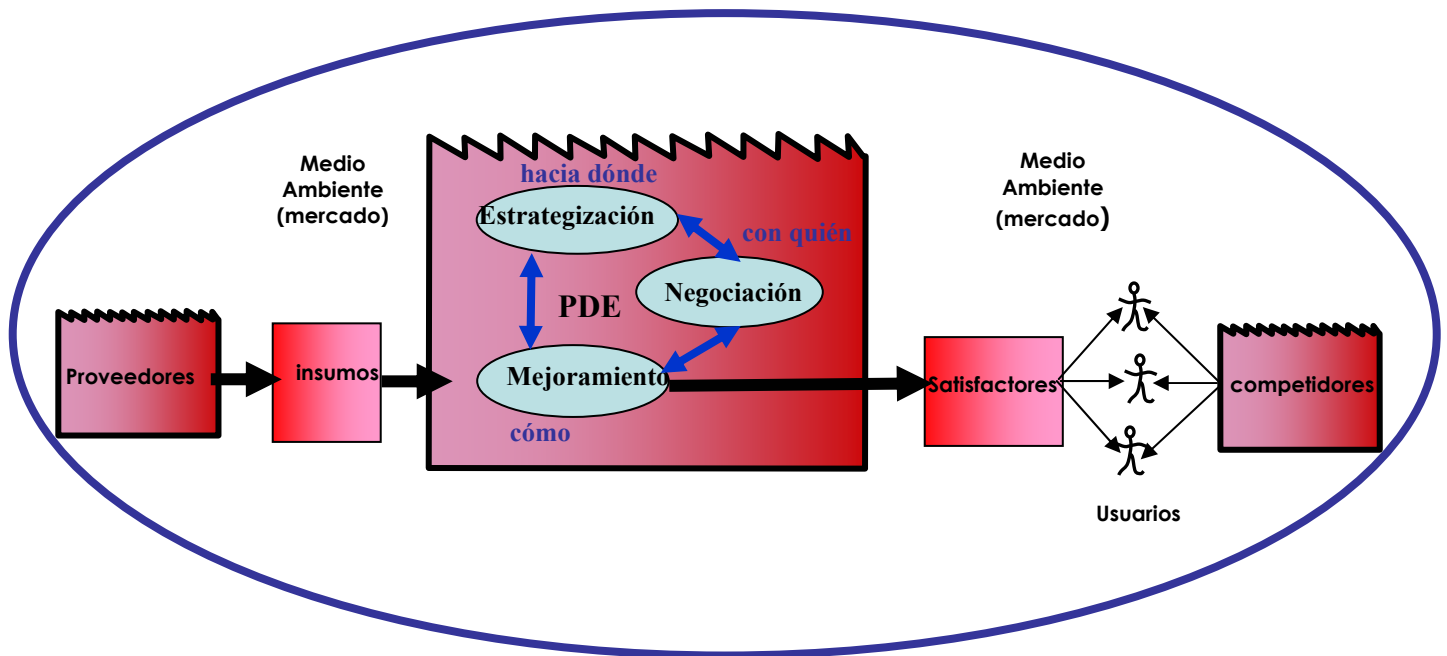 Medio
Ambiente
(mercado)
Proveedores
insumos
hacia dónde
Estrategización
con quién
PDE
Negociación
Mejoramiento
cómo
Medio
Ambiente
(mercado)
Satisfactores
Usuarios
competidores